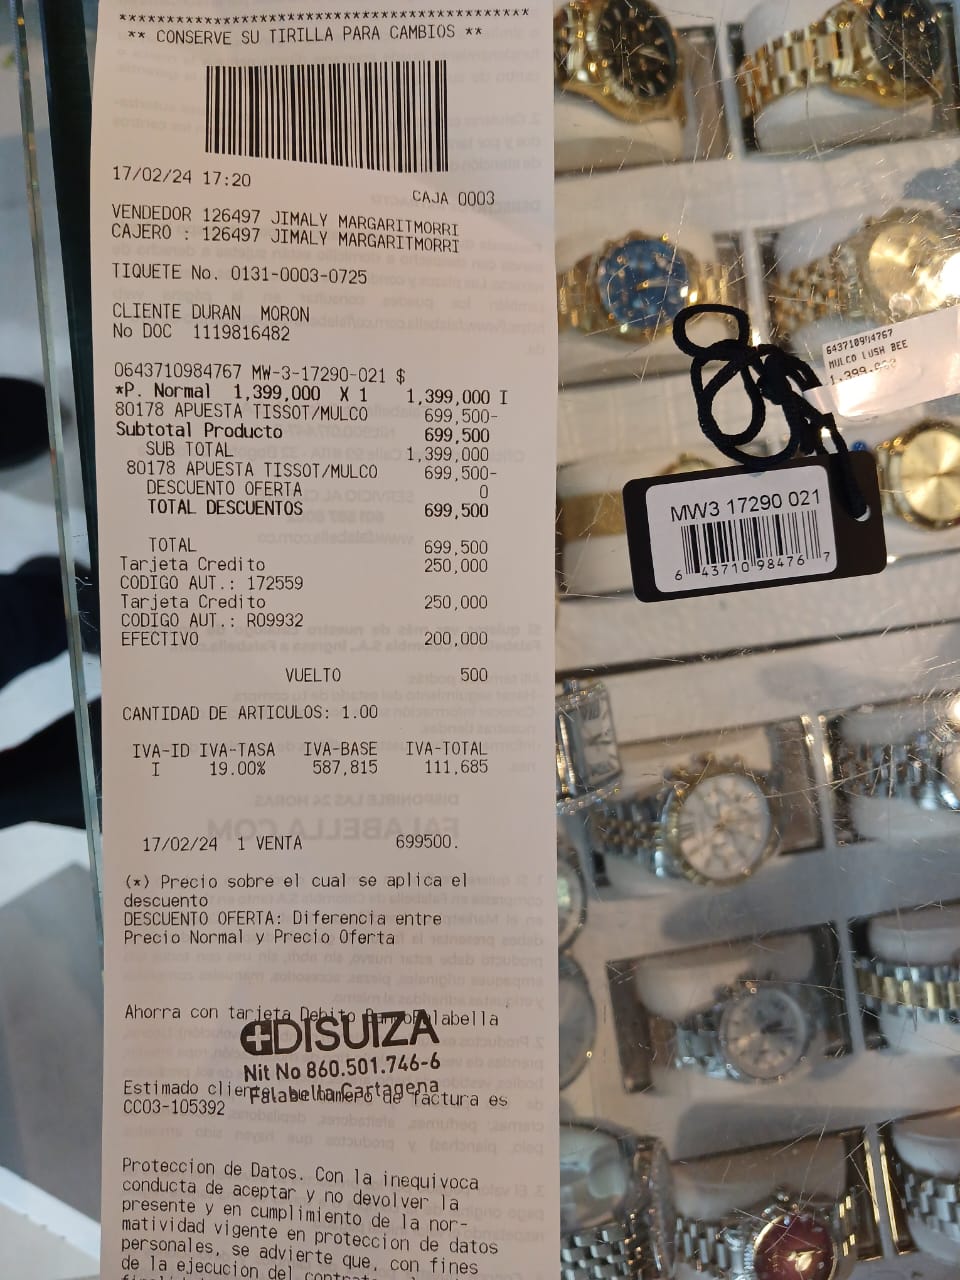 ** CONSERVE SU TIRILLA PARA CAMBIOS **
17/02/24 17:20
CAJA 0003
VENDEDOR 126497 JIMALY MARGARITMORRI
CAJERO : 126497 JIMALY MARGARITMORRI
TIQUETE No. 0131-0003-0725
CLIENTE DURAN MORON
No DOC 1119816482
0643710984767 MW-3-17290-021 $
*P. Normal 1,399,000 X 1 1,399,000 I
80178 APUESTA TISSOT/MULCO 699,500-
Subtotal Producto 699,500
SUB TOTAL 1,399,000
80178 APUESTA TISSOT/MULCO 699,500-
DESCUENTO OFERTA 0
TOTAL DESCUENTOS 699,500
TOTAL 699,500
Tarjeta Credito 250,000
CODIGO AUT.: 172559
Tarjeta Credito 250,000
CODIGO AUT.: R09932
EFECTIVO 200,000
VUELTO 500
CANTIDAD DE ARTICULOS: 1.00
IVA-ID IVA-TASA IVA-BASE IVA-TOTAL
I 19.00% 587,815 111,685
17/02/24 1 VENTA 699500.
(*) Precio sobre el cual se aplica el
descuento
DESCUENTO OFERTA: Diferencia entre
Precio Normal y Precio Oferta
Ahorra con tarjeta Debito
DISUIZA
Nit No 860.501.746-6
Falabella Cartagena
Estimado numero de factura es
CC03-105392
Proteccion de Datos. Con la inequivoca
conducta de aceptar y no devolver la
presente y en cumplimiento de la nor-
matividad vigente en proteccion de datos
personales, se advierte que, con fines
de la ejecucion del
643710984767
MULCO LUSH BEE
1,399,000
MW3 17290 021
6 43710 98476 7